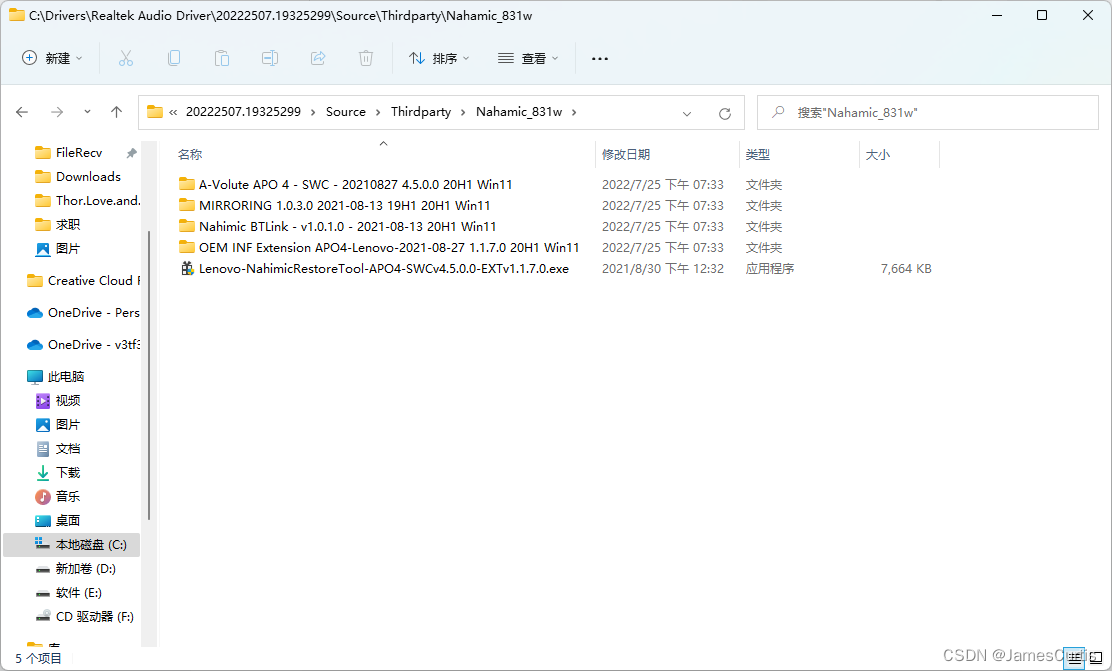 C:\Drivers\Realtek Audio Driver\20222507.19325299\Source\Thirdparty\Nahamic_831w
新建 排序 查看
« 20222507.19325299 › Source › Thirdparty › Nahamic_831w ›
搜索"Nahamic_831w"
FileRecv
Downloads
Thor.Love.and.
求职
图片
Creative Cloud F
OneDrive - Pers
OneDrive - v3tf3
此电脑
视频
图片
文档
下载
音乐
桌面
本地磁盘 (C:)
新加卷 (D:)
软件 (E:)
CD 驱动器 (F:)
名称 修改日期 类型 大小
A-Volute APO 4 - SWC - 20210827 4.5.0.0 20H1 Win11 2022/7/25 下午 07:33 文件夹
MIRRORING 1.0.3.0 2021-08-13 19H1 20H1 Win11 2022/7/25 下午 07:33 文件夹
Nahimic BTLink - v1.0.1.0 - 2021-08-13 20H1 Win11 2022/7/25 下午 07:33 文件夹
OEM INF Extension APO4-Lenovo-2021-08-27 1.1.7.0 20H1 Win11 2022/7/25 下午 07:33 文件夹
Lenovo-NahimicRestoreTool-APO4-SWCv4.5.0.0-EXTv1.1.7.0.exe 2021/8/30 下午 12:32 应用程序 7,664 KB
5 个项目
CSDN @JamesCurtis